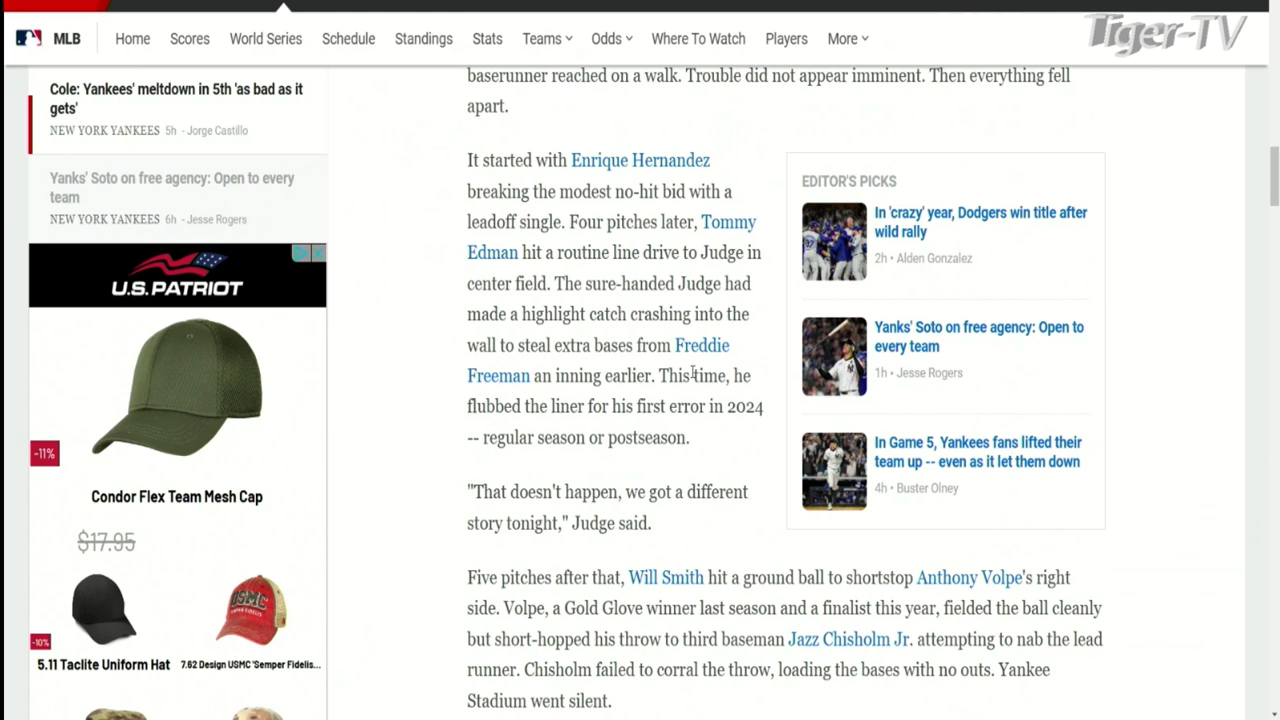 MLB
Home
Scores
World Series
Schedule
Standings
Stats
Teams
Odds
Where To Watch
Players
More
Tiger-TV
Cole: Yankees' meltdown in 5th 'as bad as it
gets'
NEW YORK YANKEES 5h - Jorge Castillo
Yanks' Soto on free agency: Open to every
team
NEW YORK YANKEES 6h - Jesse Rogers
U.S. PATRIOT
-11%
Condor Flex Team Mesh Cap
$17.95
USMC
-10%
5.11 Taclite Uniform Hat
7.62 Design USMC 'Semper Fidelis...
baserunner reached on a walk. Trouble did not appear imminent. Then everything fell
apart.
It started with Enrique Hernandez
breaking the modest no-hit bid with a
leadoff single. Four pitches later, Tommy
Edman hit a routine line drive to Judge in
center field. The sure-handed Judge had
made a highlight catch crashing into the
wall to steal extra bases from Freddie
Freeman an inning earlier. This time, he
flubbed the liner for his first error in 2024
-- regular season or postseason.
"That doesn't happen, we got a different
story tonight," Judge said.
Five pitches after that, Will Smith hit a ground ball to shortstop Anthony Volpe's right
side. Volpe, a Gold Glove winner last season and a finalist this year, fielded the ball cleanly
but short-hopped his throw to third baseman Jazz Chisholm Jr. attempting to nab the lead
runner. Chisholm failed to corral the throw, loading the bases with no outs. Yankee
Stadium went silent.
EDITOR'S PICKS
In 'crazy' year, Dodgers win title after
wild rally
2h - Alden Gonzalez
Yanks' Soto on free agency: Open to
every team
1h - Jesse Rogers
In Game 5, Yankees fans lifted their
team up -- even as it let them down
4h - Buster Olney